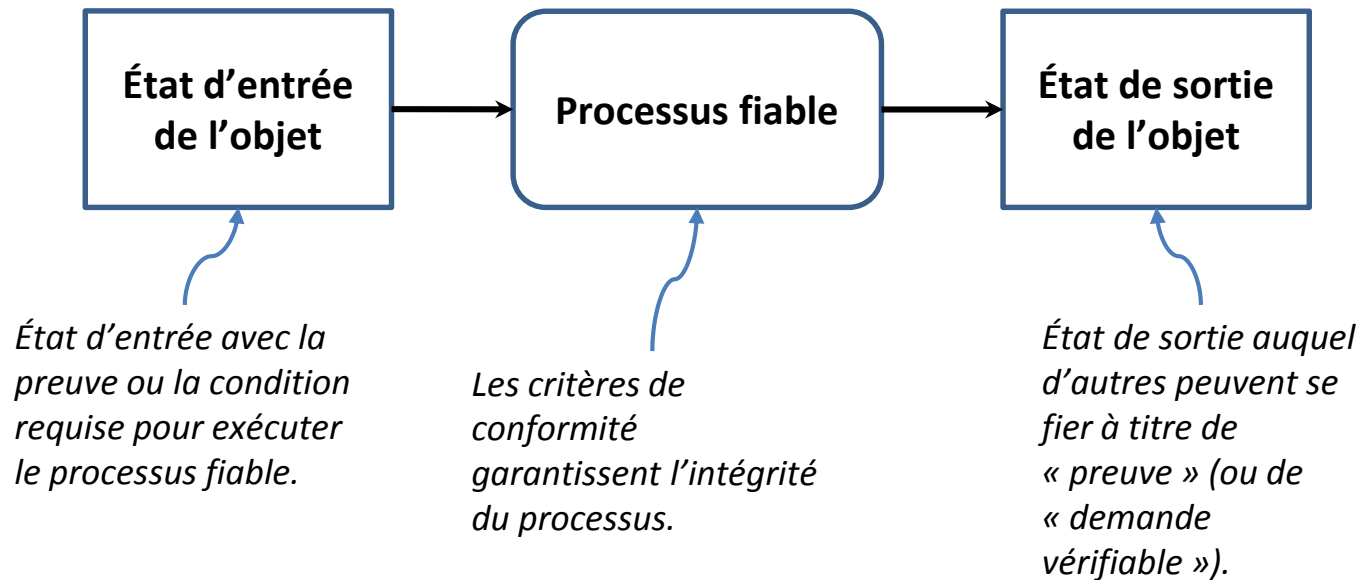 État d’entrée
de l’objet
Processus fiable
État de sortie
de l’objet
État d’entrée avec la
preuve ou la condition
requise pour exécuter
le processus fiable.
Les critères de
conformité
garantissent l’intégrité
du processus.
État de sortie auquel
d’autres peuvent se
fier à titre de
« preuve » (ou de
« demande
vérifiable »).